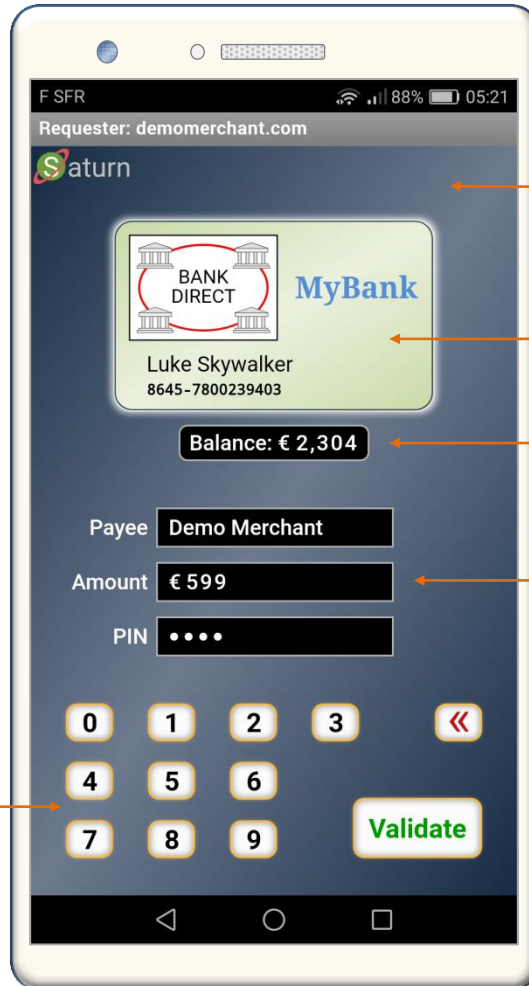 F SFR 88% 05:21
Requester: demomerchant.com
Saturn
BANK
DIRECT
MyBank
Luke Skywalker
8645-7800239403
Balance: € 2,304
Payee Demo Merchant
Amount € 599
PIN ••••
0 1 2 3 «
4 5 6
7 8 9 Validate